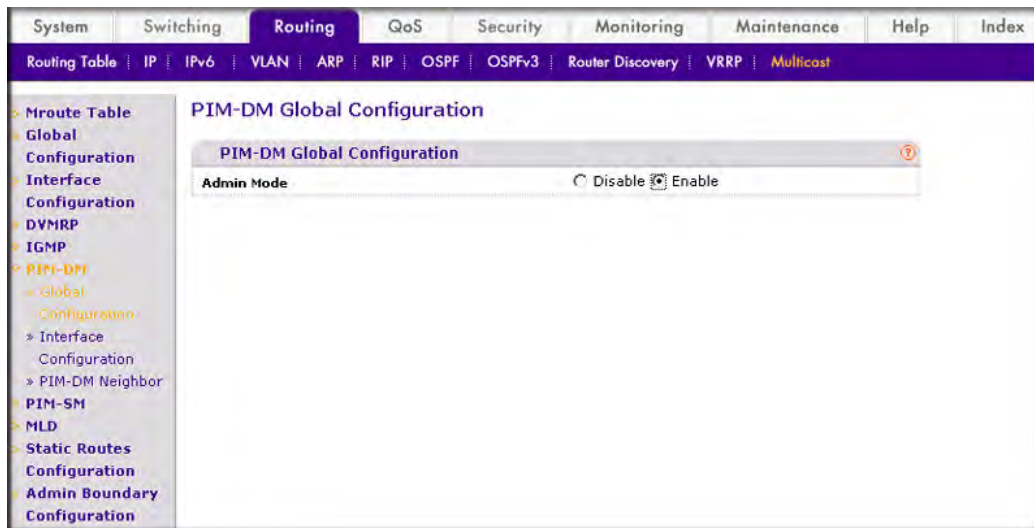 System Switching Routing QoS Security Monitoring Maintenance Help Index
Routing Table IP IPv6 VLAN ARP RIP OSPF OSPFv3 Router Discovery VRRP Multicast
Mroute Table
Global
Configuration
Interface
Configuration
DVMRP
IGMP
PIM-DM
» Global
Configuration
» Interface
Configuration
» PIM-DM Neighbor
PIM-SM
MLD
Static Routes
Configuration
Admin Boundary
Configuration
PIM-DM Global Configuration
PIM-DM Global Configuration ?
Admin Mode Disable Enable